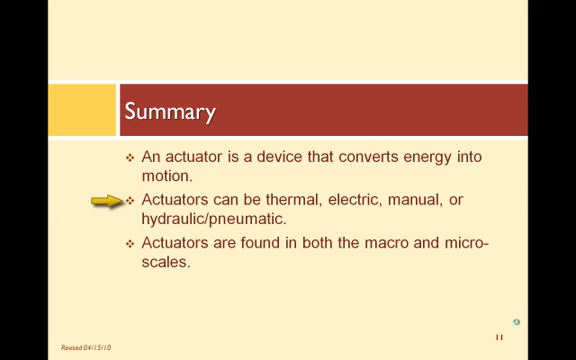 Summary
An actuator is a device that converts energy into
motion.
Actuators can be thermal, electric, manual, or
hydraulic/pneumatic.
Actuators are found in both the macro and micro-
scales.
11
Revised 04/15/10